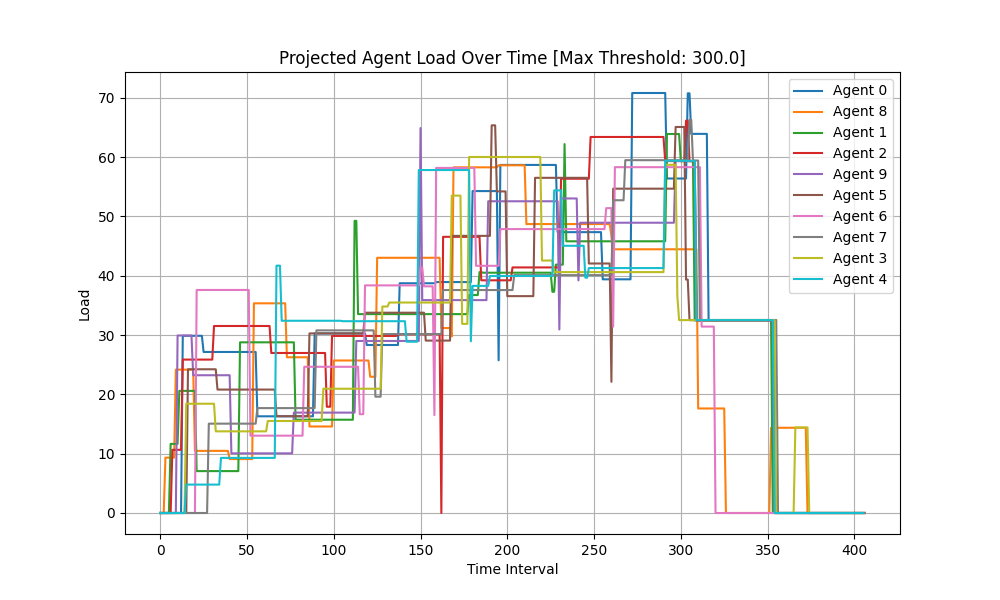 Projected Agent Load Over Time [Max Threshold: 300.0]
Load
70
60
50
40
30
20
10
0
0 50 100 150 200 250 300 350 400
Time Interval
Agent 0
Agent 8
Agent 1
Agent 2
Agent 9
Agent 5
Agent 6
Agent 7
Agent 3
Agent 4